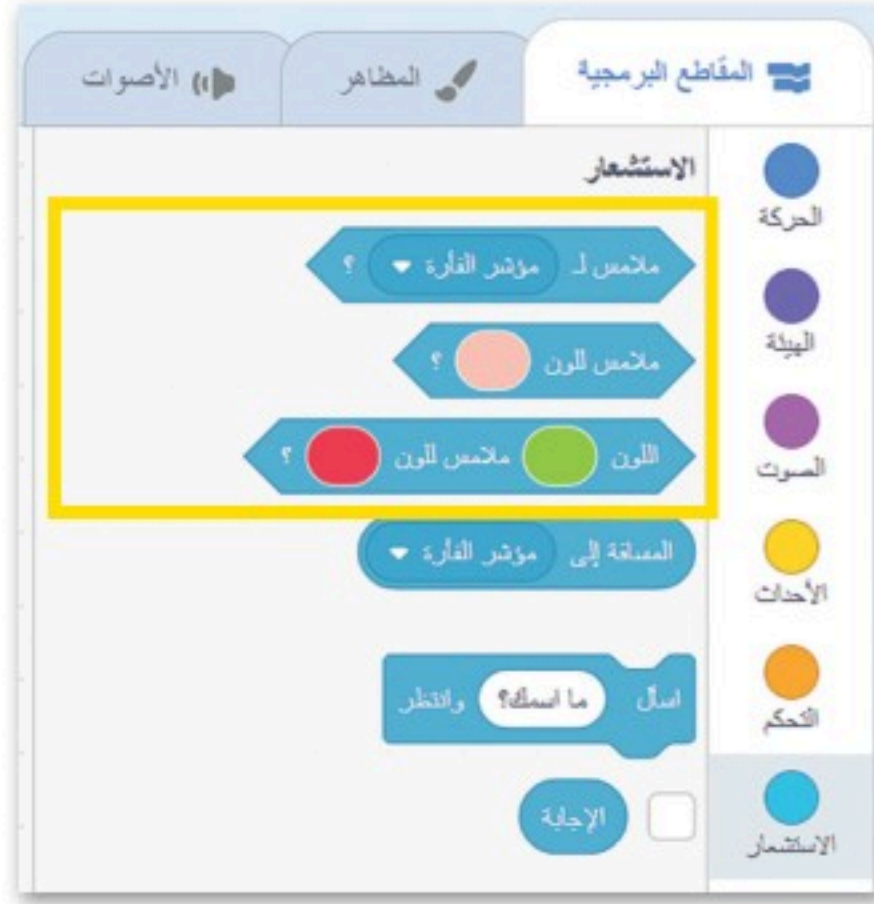 المقاطع البرمجية
المظاهر
الأصوات
الاستشعار
ملامس لـ مؤشر الفأرة ؟
ملامس للون ؟
اللون ملامس للون ؟
المسافة إلى مؤشر الفأرة
اسأل ما اسمك؟ وانتظر
الإجابة
الحركة
الهيئة
الصوت
الأحداث
التحكم
الاستشعار